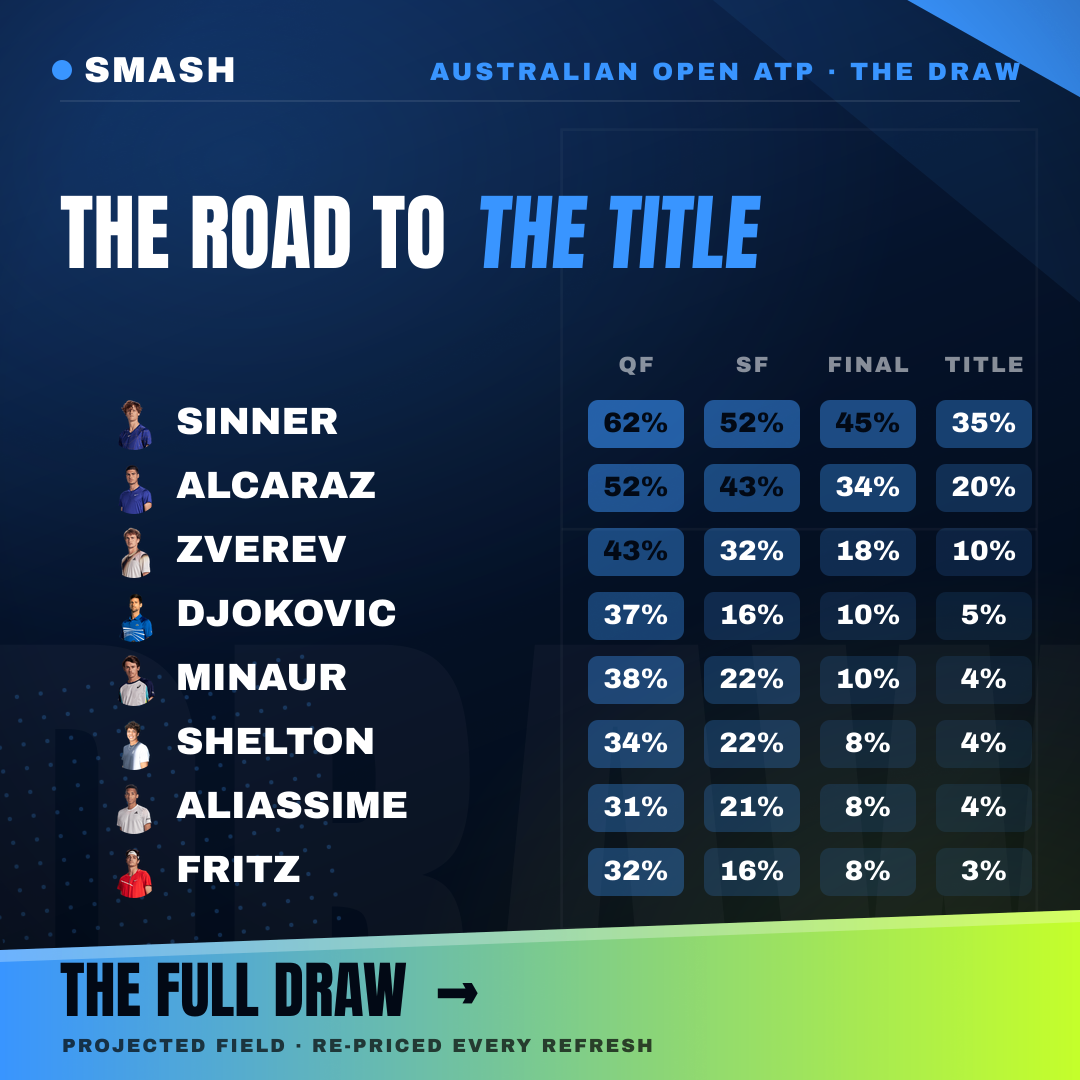 SMASH
AUSTRALIAN OPEN ATP · THE DRAW
THE ROAD TO THE TITLE
QF SF FINAL TITLE
SINNER 62% 52% 45% 35%
ALCARAZ 52% 43% 34% 20%
ZVEREV 43% 32% 18% 10%
DJOKOVIC 37% 16% 10% 5%
MINAUR 38% 22% 10% 4%
SHELTON 34% 22% 8% 4%
ALIASSIME 31% 21% 8% 4%
FRITZ 32% 16% 8% 3%
DRAW
THE FULL DRAW →
PROJECTED FIELD · RE-PRICED EVERY REFRESH